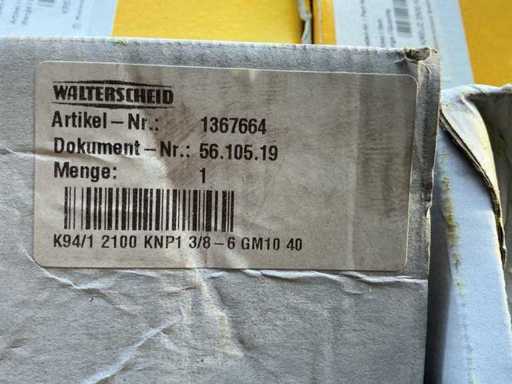 WALTERSCHEID
Artikel-Nr.: 1367664
Dokument-Nr.: 56.105.19
Menge: 1
K94/1 2100 KNP1 3/8-6 GM10 40